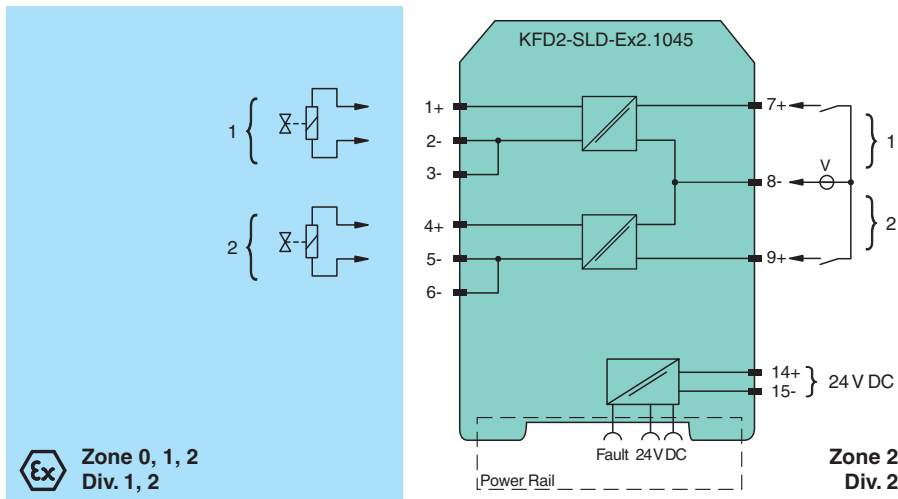 KFD2-SLD-Ex2.1045
1
1+
2-
3-
7+
1
V
8-
2
4+
5-
6-
2
9+
14+
15-
24 V DC
Fault 24 V DC
Power Rail
Ex
Zone 0, 1, 2
Div. 1, 2
Zone 2
Div. 2